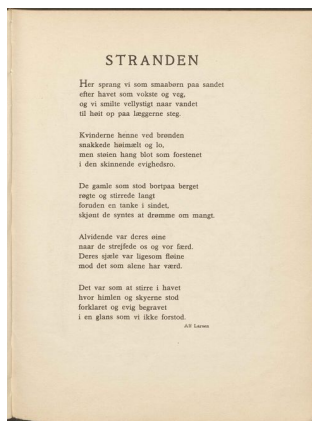 STRANDEN
Her sprang vi som smaabørn paa sandet
efter havet som vokste og veg,
og vi smilte vellystigt naar vandet
til høit op paa læggerne steg.
Kvinderne henne ved brønden
snakkede høimælt og lo,
men støien hang blot som forstenet
i den skinnende evighedsro.
De gamle som stod bortpaa berget
røgte og stirrede langt
foruden en tanke i sindet,
skjønt de syntes at drømme om mangt.
Alvidende var deres øine
naar de strejfede os og vor færd.
Deres sjæle var ligesom fløine
mod det som alene har værd.
Det var som at stirre i havet
hvor himlen og skyerne stod
forklaret og evig begravet
i en glans som vi ikke forstod.
Alf Larsen